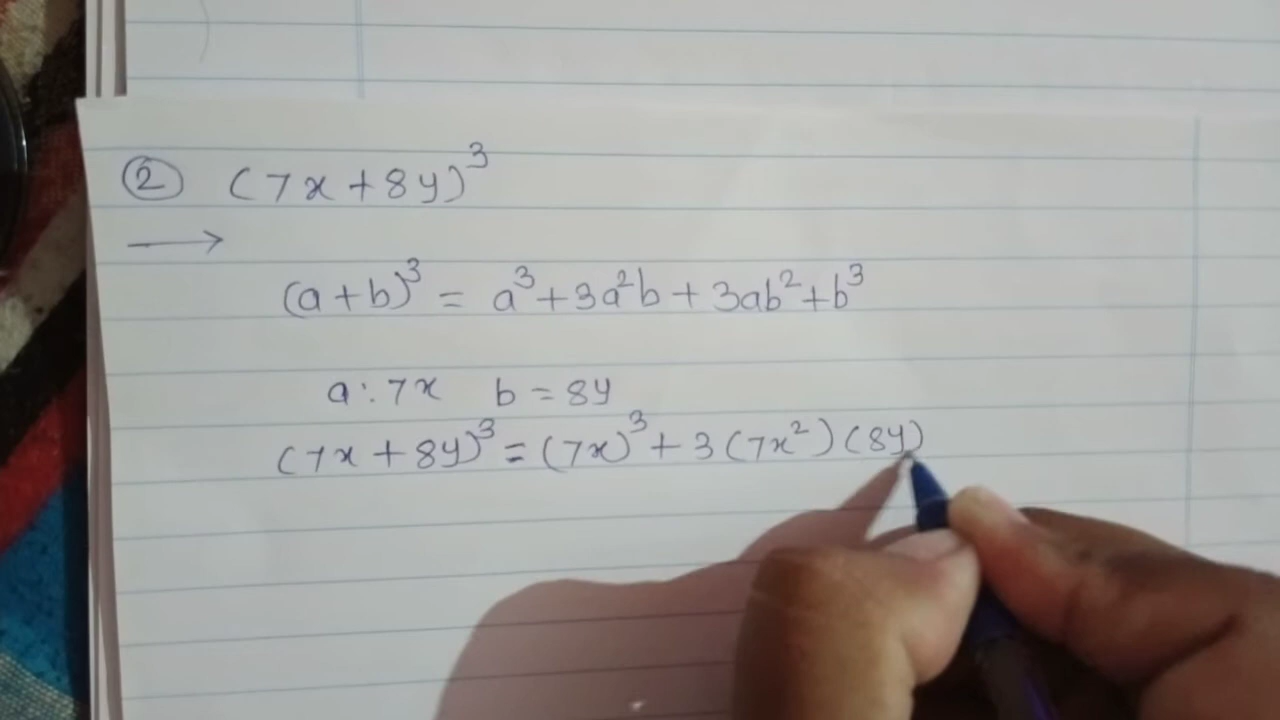 ② (7x+8y)³
→
(a+b)³ = a³+3a²b+3ab²+b³
a:7x b=8y
(7x+8y)³=(7x)³+3(7x²)(8y)